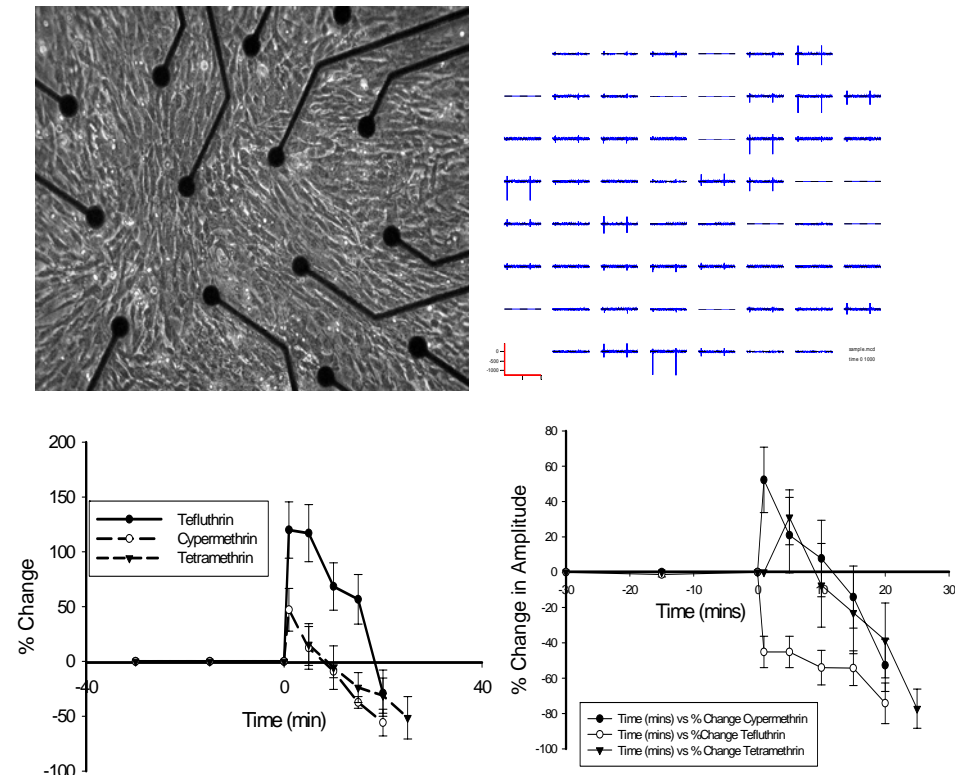 0
-500
-1000
sample.mcd
time 0 1000
200
150
100
50
0
-50
-100
% Change
Tefluthrin
Cypermethrin
Tetramethrin
-40
0
40
Time (min)
80
60
40
20
0
-20
-40
-60
-80
-100
% Change in Amplitude
-30
-20
-10
0
10
20
30
Time (mins)
Time (mins) vs % Change Cypermethrin
Time (mins) vs %Change Tefluthrin
Time (mins) vs % Change Tetramethrin